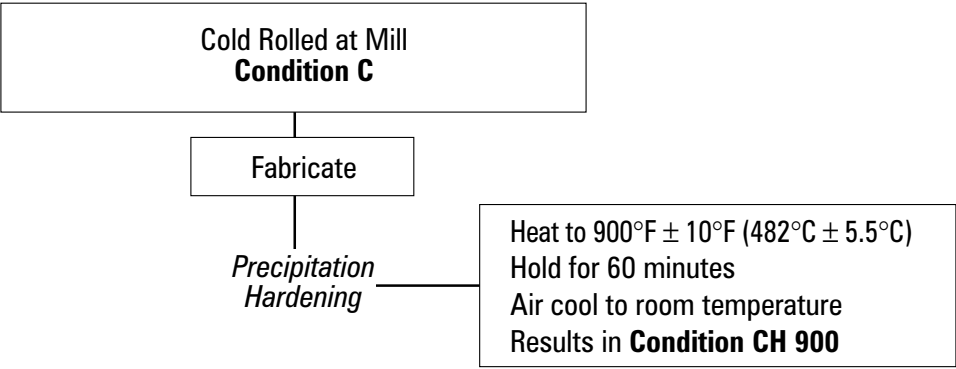 Cold Rolled at Mill
Condition C
Fabricate
Precipitation
Hardening
Heat to 900°F ± 10°F (482°C ± 5.5°C)
Hold for 60 minutes
Air cool to room temperature
Results in Condition CH 900